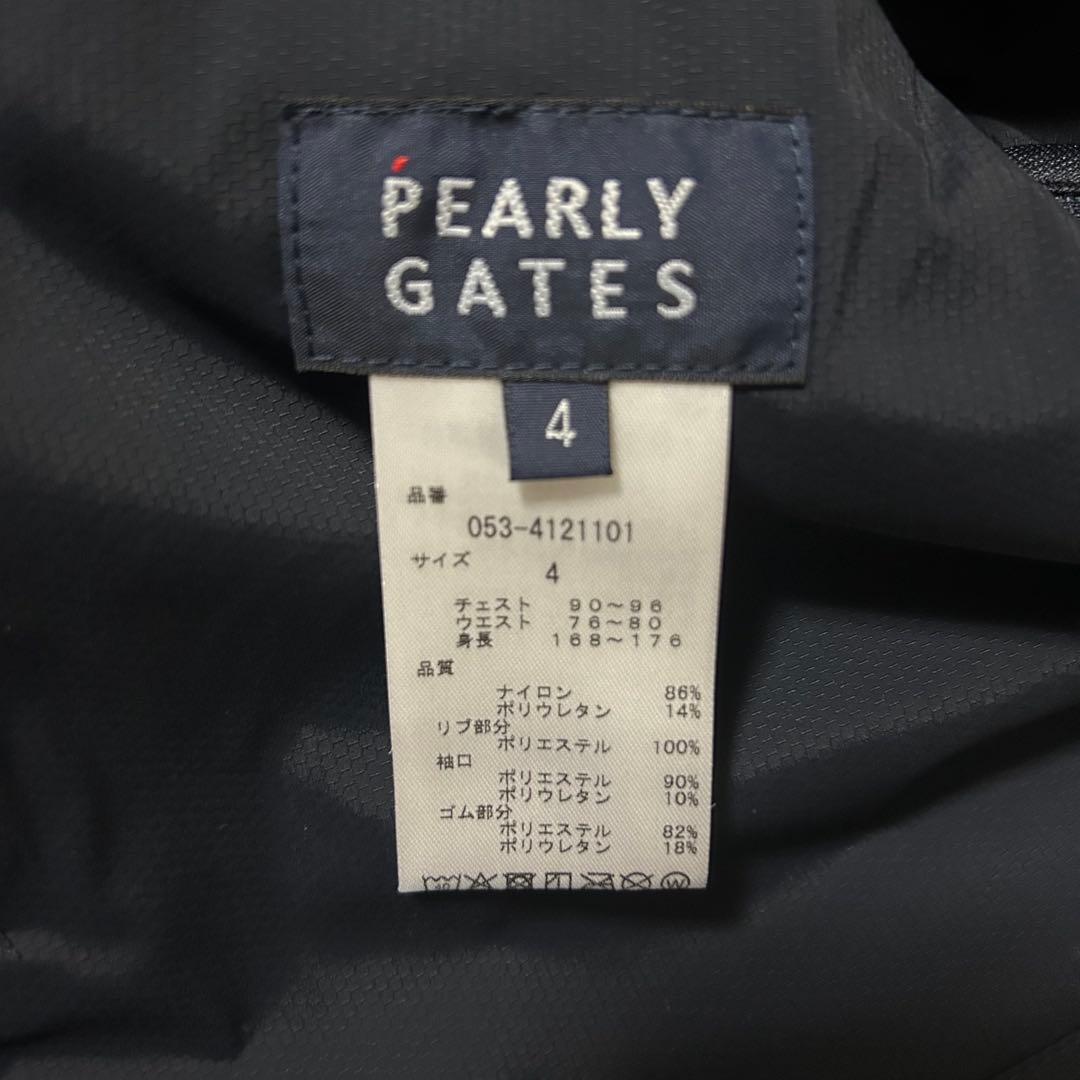 PEARLY
GATES
4
品番
053-4121101
サイズ
4
チェスト 90～96
ウエスト 76～80
身長 168～176
品質
ナイロン 86%
ポリウレタン 14%
リブ部分
ポリエステル 100%
袖口
ポリエステル 90%
ポリウレタン 10%
ゴム部分
ポリエステル 82%
ポリウレタン 18%
W